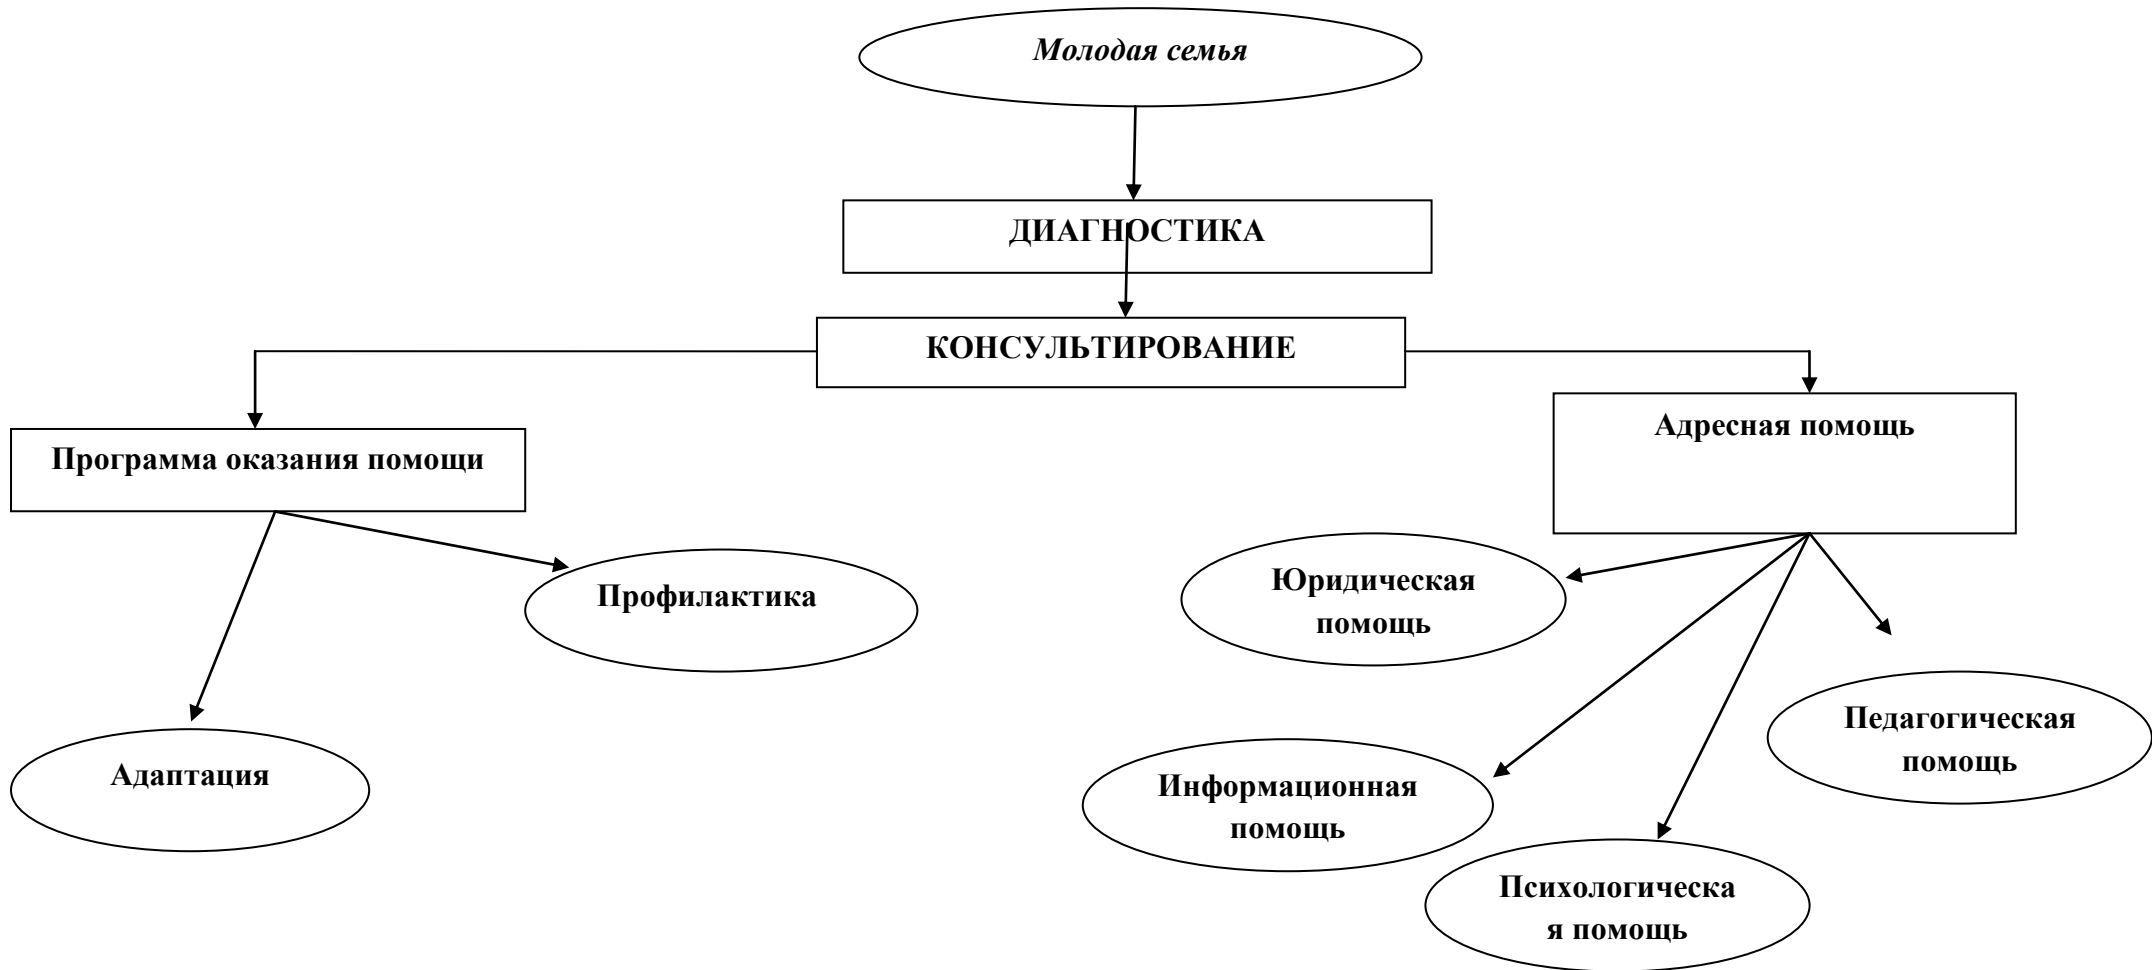 Молодая семья
ДИАГНОСТИКА
КОНСУЛЬТИРОВАНИЕ
Адресная помощь
Программа оказания помощи
Профилактика
Юридическая
помощь
Педагогическая
помощь
Адаптация
Информационная
помощь
Психологическа
я помощь